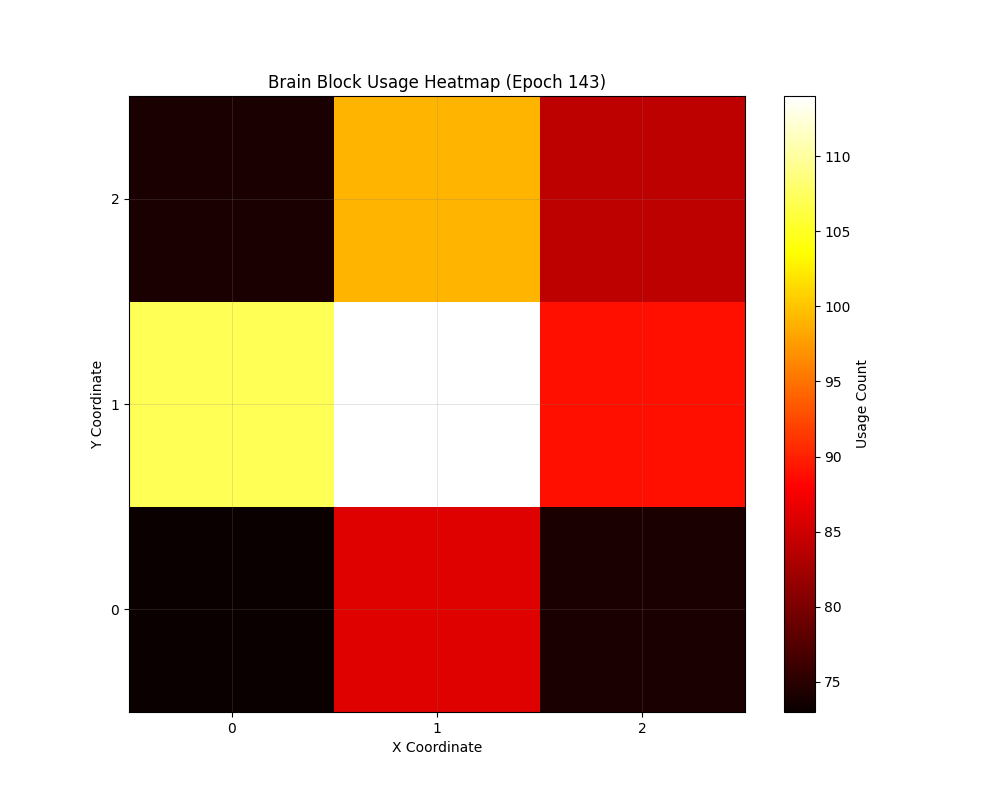 Brain Block Usage Heatmap (Epoch 143)
2
1
0
Y Coordinate
0 1 2
X Coordinate
110
105
100
95
90
85
80
75
Usage Count